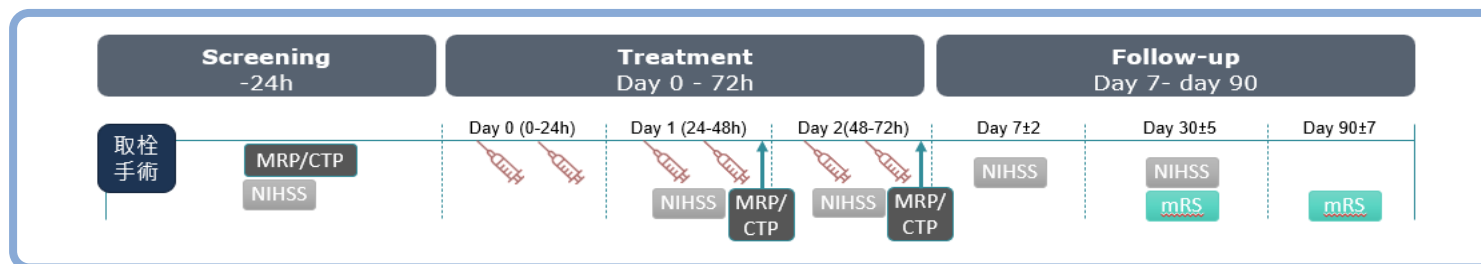 Screening
-24h
Treatment
Day 0 - 72h
Follow-up
Day 7- day 90
取栓
手術
MRP/CTP
NIHSS
Day 0 (0-24h)
Day 1 (24-48h)
NIHSS
MRP/
CTP
Day 2(48-72h)
NIHSS
MRP/
CTP
Day 7±2
NIHSS
Day 30±5
NIHSS
mRS
Day 90±7
mRS